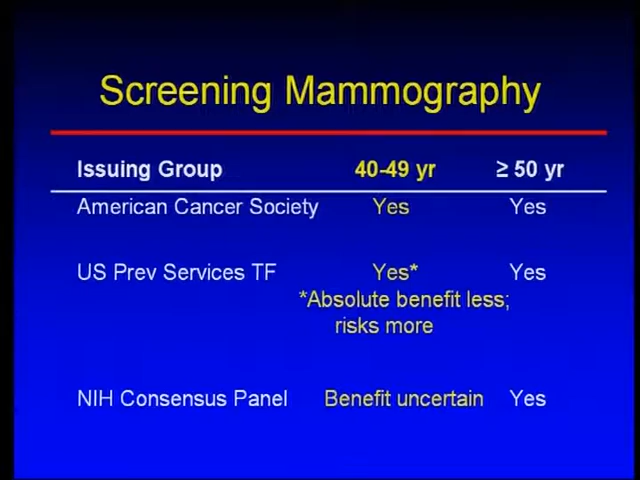 Screening Mammography
Issuing Group 40-49 yr ≥ 50 yr
American Cancer Society Yes Yes
US Prev Services TF Yes* Yes
*Absolute benefit less;
risks more
NIH Consensus Panel Benefit uncertain Yes